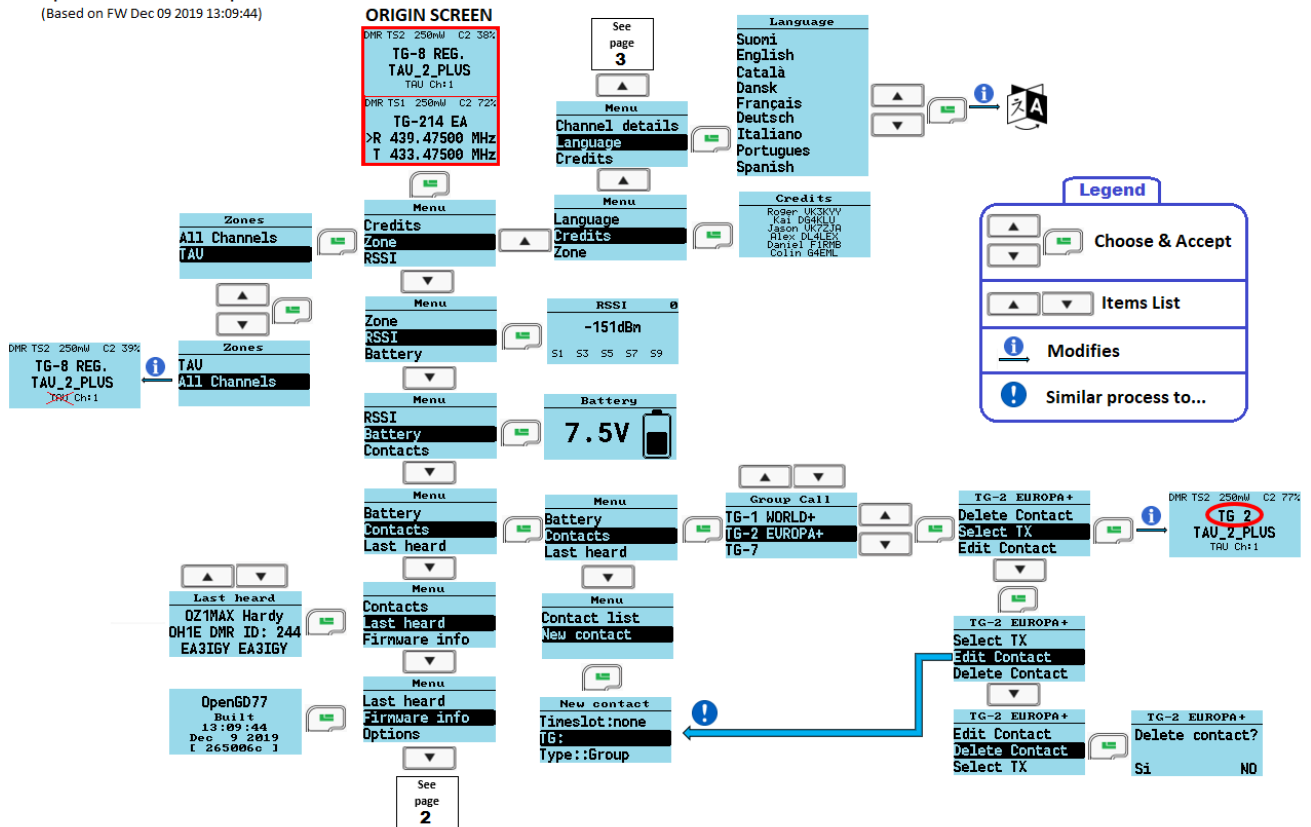 (Based on FW Dec 09 2019 13:09:44)
ORIGIN SCREEN
DMR TS2 250mW C2 38%
TG-8 REG.
TAV_2_PLUS
TAU Ch:1
DMR TS1 250mW C2 72%
TG-214 EA
>R 439.47500 MHz
T 433.47500 MHz
See
page
3
Menu
Channel details
Language
Credits
Language
Suomi
English
Català
Dansk
Français
Deutsch
Italiano
Portugues
Spanish
Menu
Language
Credits
Zone
Credits
Roger VK3KYY
Kai DG4KLU
Jason VK7ZJA
Alex DL4LEX
Daniel F1RMB
Colin G4EML
Legend
Choose & Accept
Items List
Modifies
Similar process to...
Menu
Credits
Zone
RSSI
Zones
All Channels
TAV
Zones
TAV
All Channels
DMR TS2 250mW C2 39%
TG-8 REG.
TAV_2_PLUS
TAU Ch:1
Menu
Zone
RSSI
Battery
RSSI 0
-151dBm
S1 S3 S5 S7 S9
Menu
RSSI
Battery
Contacts
Battery
7.5V
Menu
Battery
Contacts
Last heard
Menu
Battery
Contacts
Last heard
Group Call
TG-1 WORLD+
TG-2 EUROPA+
TG-7
TG-2 EUROPA+
Delete Contact
Select TX
Edit Contact
DMR TS2 250mW C2 77%
TG 2
TAV_2_PLUS
TAU Ch:1
Menu
Contacts
Last heard
Firmware info
Last heard
OZ1MAX Hardy
OH1E DMR ID: 244
EA3IGY EA3IGY
Menu
Contact list
New contact
New contact
Timeslot:none
TG:
Type::Group
TG-2 EUROPA+
Select TX
Edit Contact
Delete Contact
TG-2 EUROPA+
Edit Contact
Delete Contact
Select TX
TG-2 EUROPA+
Delete contact?
Si NO
Menu
Last heard
Firmware info
Options
OpenGD77
Built
13:09:44
Dec 9 2019
[ 265006c ]
See
page
2